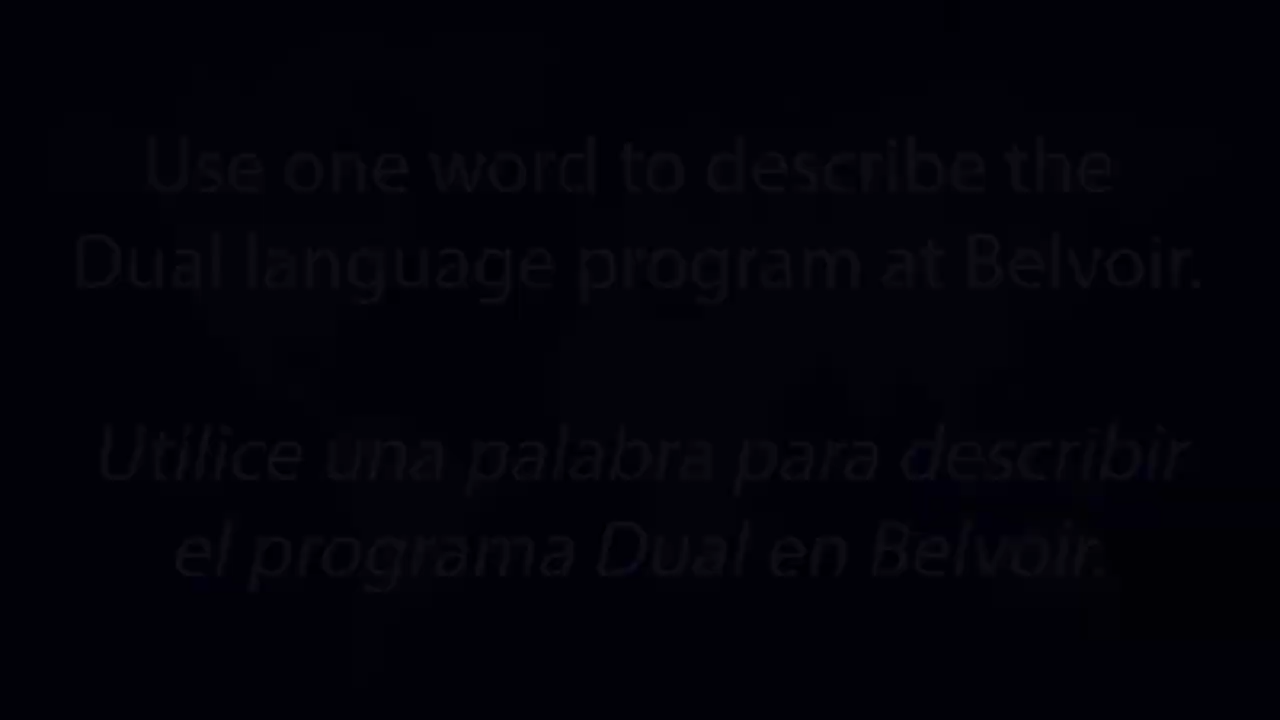 Use one word to describe the
Dual language program at Belvoir.
Utilice una palabra para describir
el programa Dual en Belvoir.